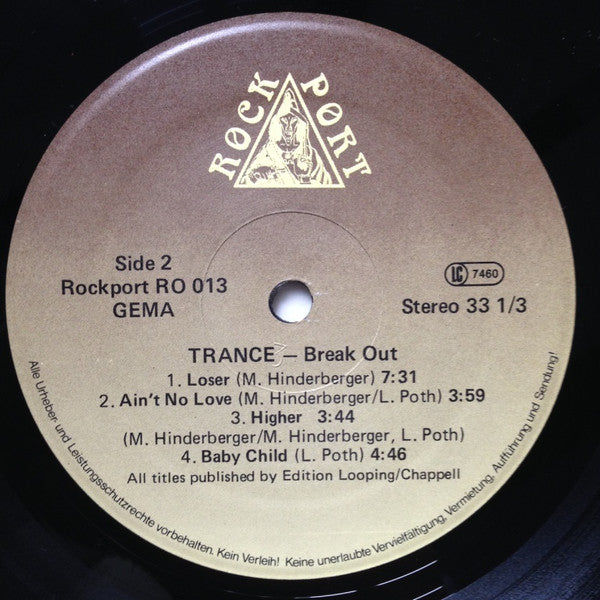 ROCK PORT
Side 2
Rockport RO 013
GEMA
LC 7460
Stereo 33 1/3
TRANCE — Break Out
1. Loser (M. Hinderberger) 7:31
2. Ain't No Love (M. Hinderberger/L. Poth) 3:59
3. Higher 3:44
(M. Hinderberger/M. Hinderberger, L. Poth)
4. Baby Child (L. Poth) 4:46
All titles published by Edition Looping/Chappell
Alle Urheber und Leistungsschutzrechte vorbehalten. Kein Verleih! Keine unerlaubte Vervielfältigung, Vermietung, Aufführung und Sendung!